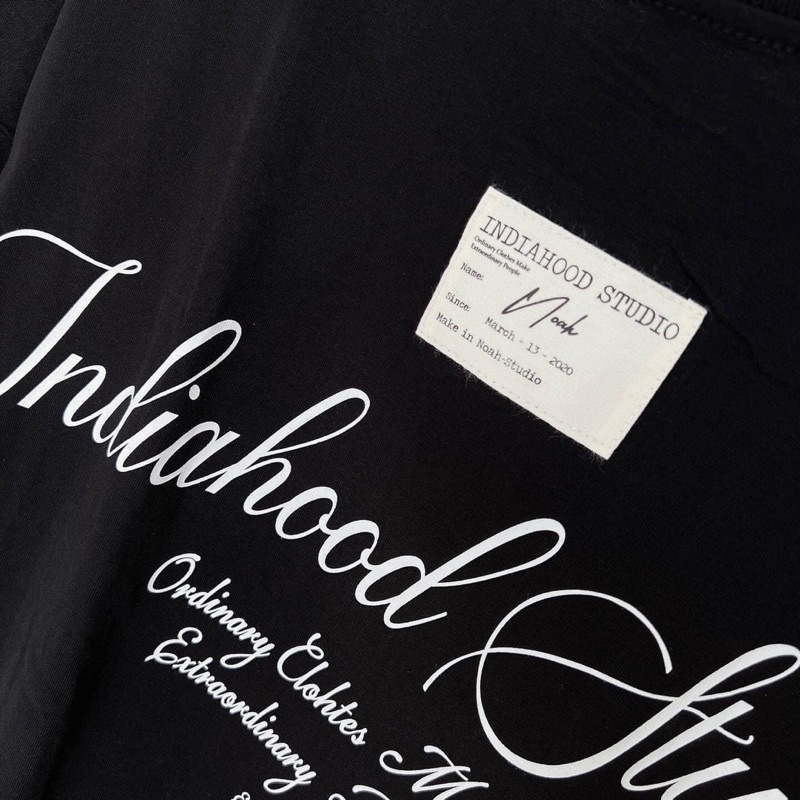 INDIAHOOD STUDIO
Ordinary Clothes Make
Extraordinary People
Name: Noah
Since: March - 13 - 2020
Make in Noah-Studio
Indiahood Stu
Ordinary Clohtes M
Extraordinary